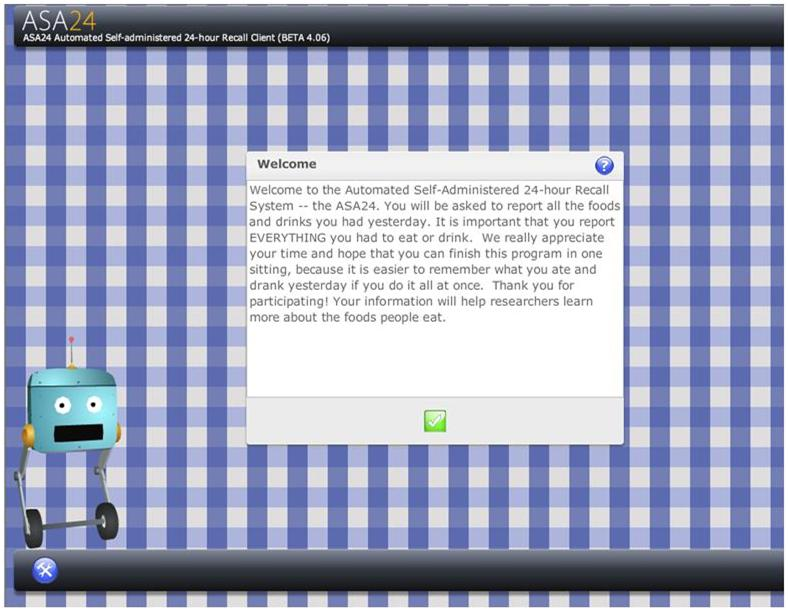 ASA24
ASA24 Automated Self-administered 24-hour Recall Client (BETA 4.06)
Welcome
?
Welcome to the Automated Self-Administered 24-hour Recall
System -- the ASA24. You will be asked to report all the foods
and drinks you had yesterday. It is important that you report
EVERYTHING you had to eat or drink.  We really appreciate
your time and hope that you can finish this program in one
sitting, because it is easier to remember what you ate and
drank yesterday if you do it all at once.  Thank you for
participating! Your information will help researchers learn
more about the foods people eat.